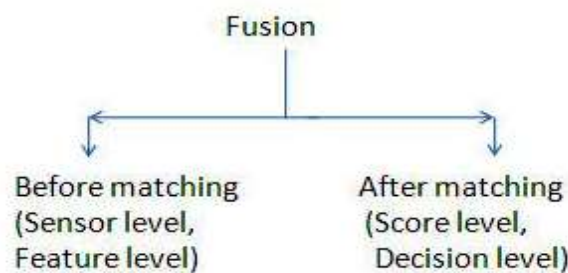 Fusion
Before matching
(Sensor level,
Feature level)
After matching
(Score level,
Decision level)